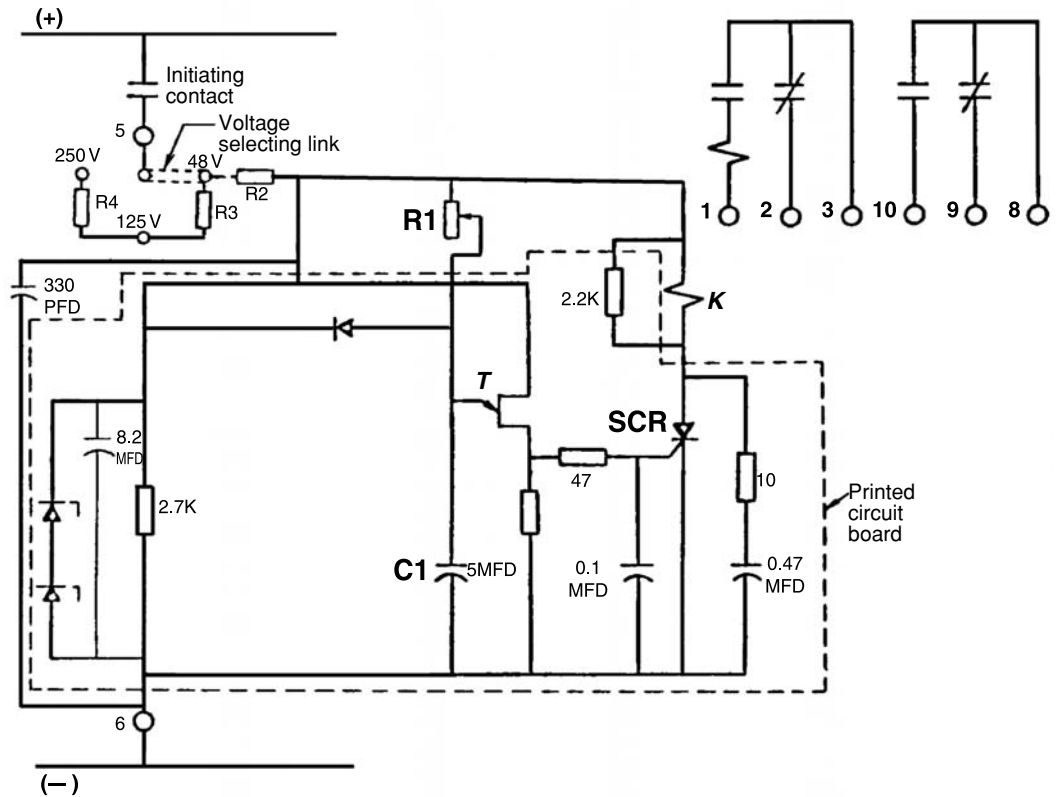 (+)
Initiating
contact
5
Voltage
selecting link
250 V
48 V
R4
R3
R2
125 V
R1
1
2
3
10
9
8
330
PFD
2.2K
K
T
SCR
8.2
MFD
47
10
2.7K
Printed
circuit
board
C1
5MFD
0.1
MFD
0.47
MFD
6
(—)